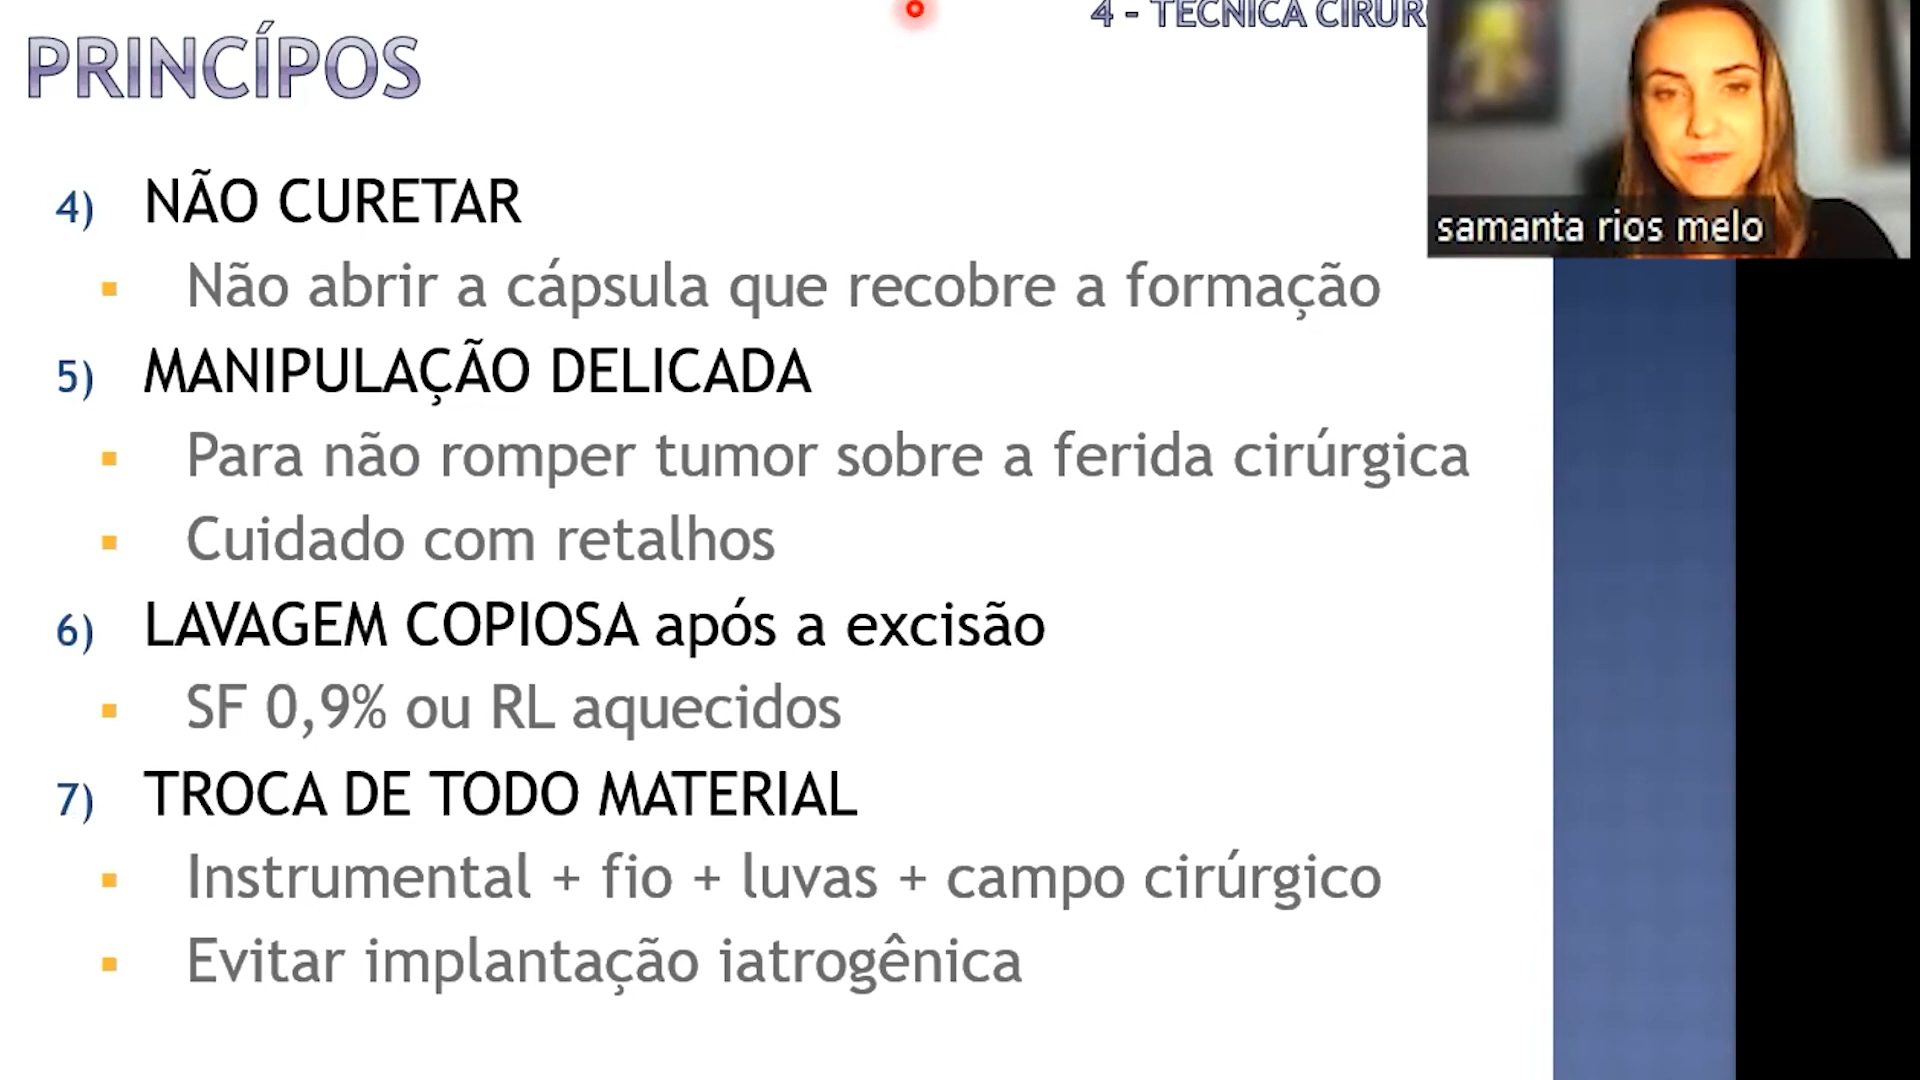 4 - TÉCNICA CIRÚR
PRINCÍPOS
samanta rios melo
4) NÃO CURETAR
▪ Não abrir a cápsula que recobre a formação
5) MANIPULAÇÃO DELICADA
▪ Para não romper tumor sobre a ferida cirúrgica
▪ Cuidado com retalhos
6) LAVAGEM COPIOSA após a excisão
▪ SF 0,9% ou RL aquecidos
7) TROCA DE TODO MATERIAL
▪ Instrumental + fio + luvas + campo cirúrgico
▪ Evitar implantação iatrogênica